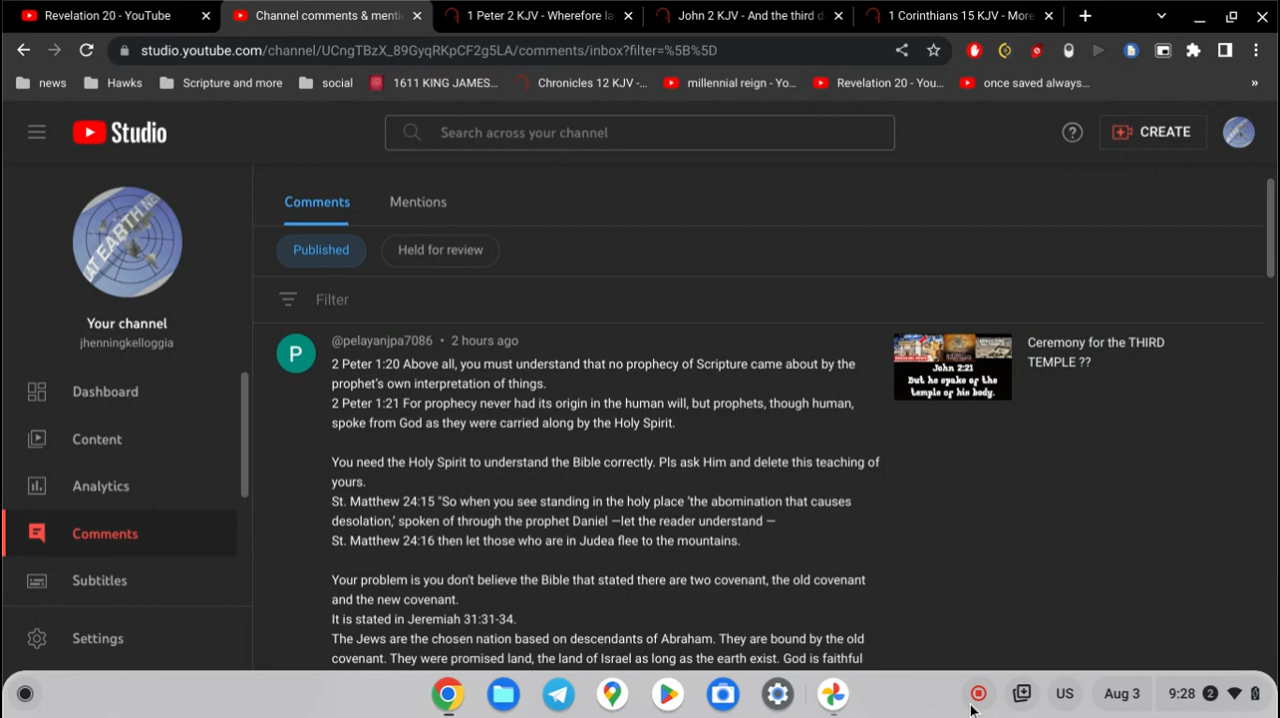 Revelation 20 - YouTube
Channel comments & menti
1 Peter 2 KJV - Wherefore la
John 2 KJV - And the third d
1 Corinthians 15 KJV - More
studio.youtube.com/channel/UCngTBzX_89GyqRKpCF2g5LA/comments/inbox?filter=%5B%5D
news
Hawks
Scripture and more
social
1611 KING JAMES...
Chronicles 12 KJV -...
millennial reign - Yo...
Revelation 20 - You...
once saved always...
»
Studio
Search across your channel
CREATE
Comments
Mentions
Published
Held for review
Filter
AT EARTH NE
Your channel
jhenningkelloggia
Dashboard
Content
Analytics
Comments
Subtitles
Settings
P
@pelayanjpa7086 • 2 hours ago
2 Peter 1:20 Above all, you must understand that no prophecy of Scripture came about by the
prophet's own interpretation of things.
2 Peter 1:21 For prophecy never had its origin in the human will, but prophets, though human,
spoke from God as they were carried along by the Holy Spirit.
You need the Holy Spirit to understand the Bible correctly. Pls ask Him and delete this teaching of
yours.
St. Matthew 24:15 "So when you see standing in the holy place 'the abomination that causes
desolation,' spoken of through the prophet Daniel —let the reader understand —
St. Matthew 24:16 then let those who are in Judea flee to the mountains.
Your problem is you don't believe the Bible that stated there are two covenant, the old covenant
and the new covenant.
It is stated in Jeremiah 31:31-34.
The Jews are the chosen nation based on descendants of Abraham. They are bound by the old
covenant. They were promised land, the land of Israel as long as the earth exist. God is faithful
John 2:21
But he spake of the
temple of his body.
Ceremony for the THIRD
TEMPLE ??
US
Aug 3
9:28
2